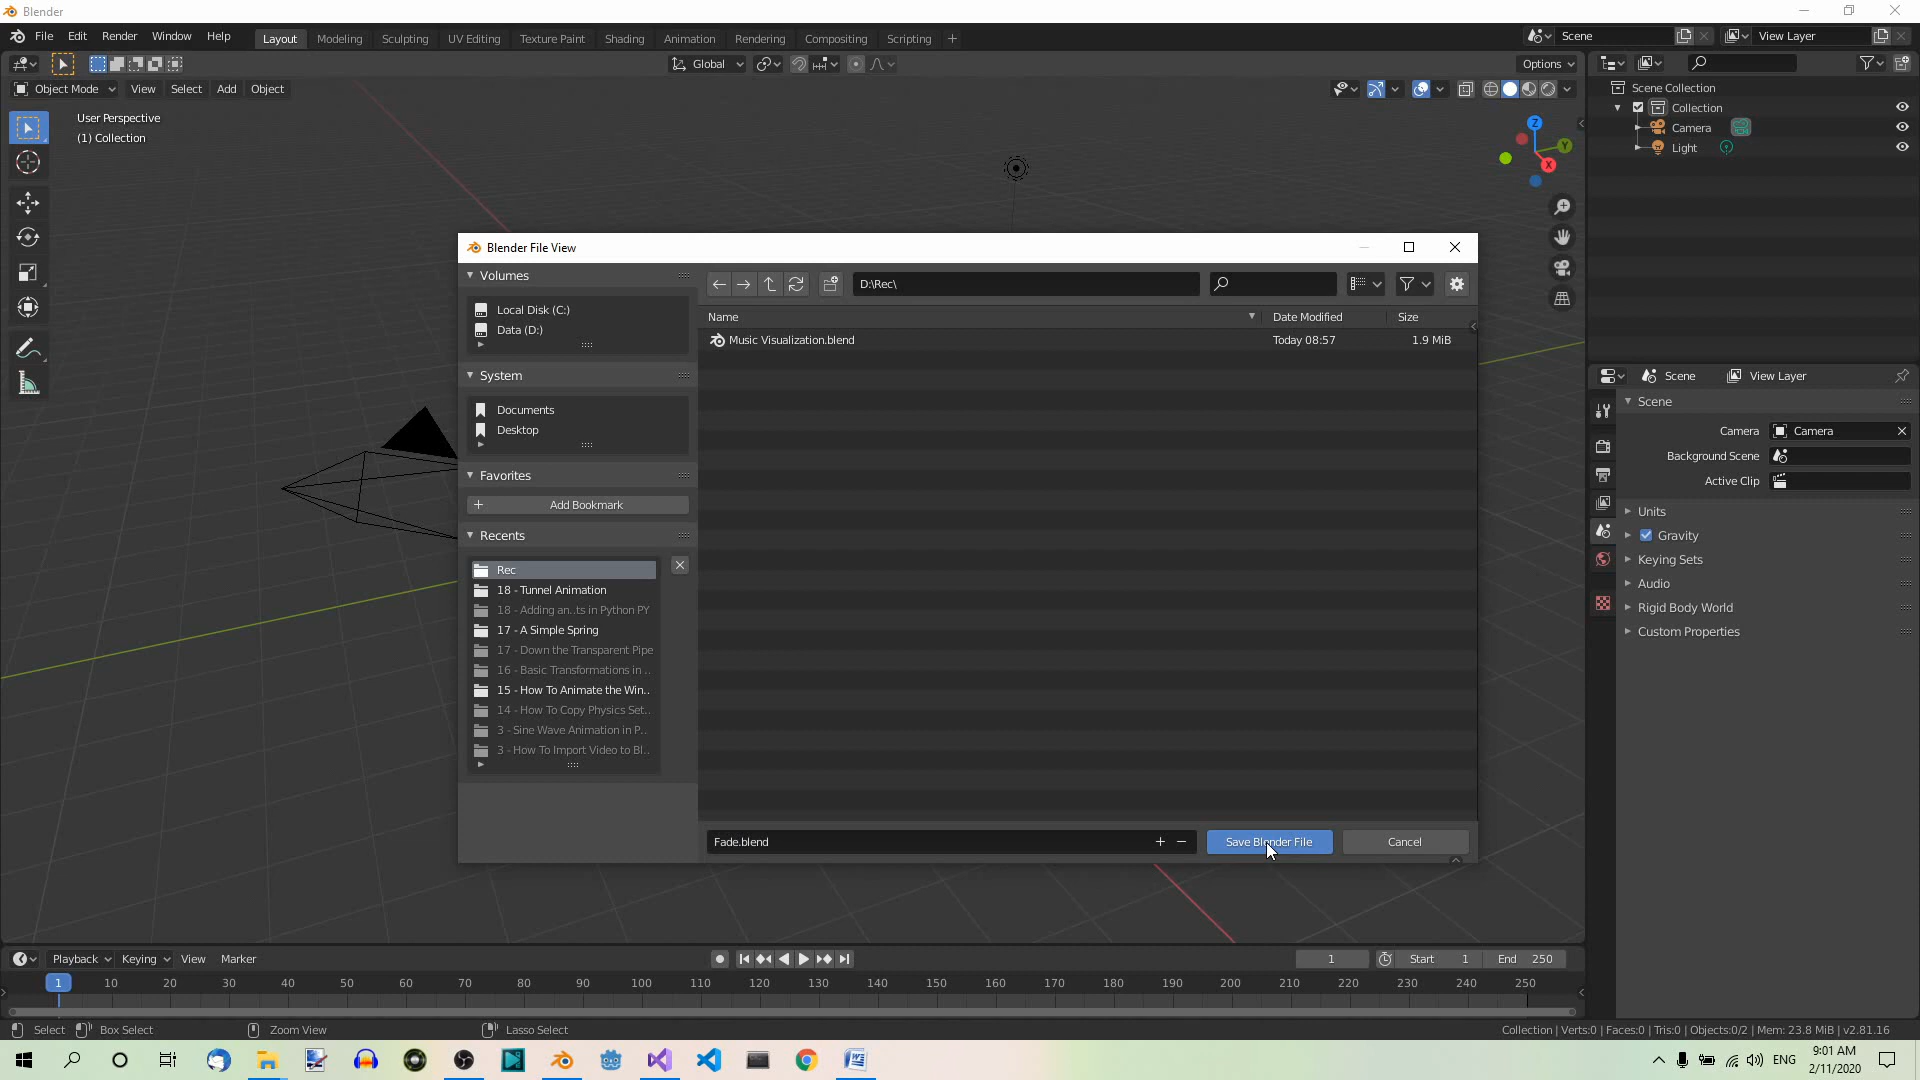 Blender
File Edit Render Window Help
Layout Modeling Sculpting UV Editing Texture Paint Shading Animation Rendering Compositing Scripting +
Scene
View Layer
Global
Options
Object Mode View Select Add Object
User Perspective
(1) Collection
Z
Y
X
Scene Collection
Collection
Camera
Light
Blender File View
Volumes
Local Disk (C:)
Data (D:)
System
Documents
Desktop
Favorites
Add Bookmark
Recents
Rec
18 - Tunnel Animation
18 - Adding an..ts in Python PY
17 - A Simple Spring
17 - Down the Transparent Pipe
16 - Basic Transformations in ..
15 - How To Animate the Win..
14 - How To Copy Physics Set..
3 - Sine Wave Animation in P..
3 - How To Import Video to Bl..
D:\Rec\
Name Date Modified Size
Music Visualization.blend Today 08:57 1.9 MiB
Fade.blend
Save Blender File
Cancel
Scene View Layer
Scene
Camera Camera
Background Scene
Active Clip
Units
Gravity
Keying Sets
Audio
Rigid Body World
Custom Properties
Playback Keying View Marker
1 Start 1 End 250
1 10 20 30 40 50 60 70 80 90 100 110 120 130 140 150 160 170 180 190 200 210 220 230 240 250
Select Box Select Zoom View Lasso Select
Collection | Verts:0 | Faces:0 | Tris:0 | Objects:0/2 | Mem: 23.8 MiB | v2.81.16
ENG
9:01 AM
2/11/2020